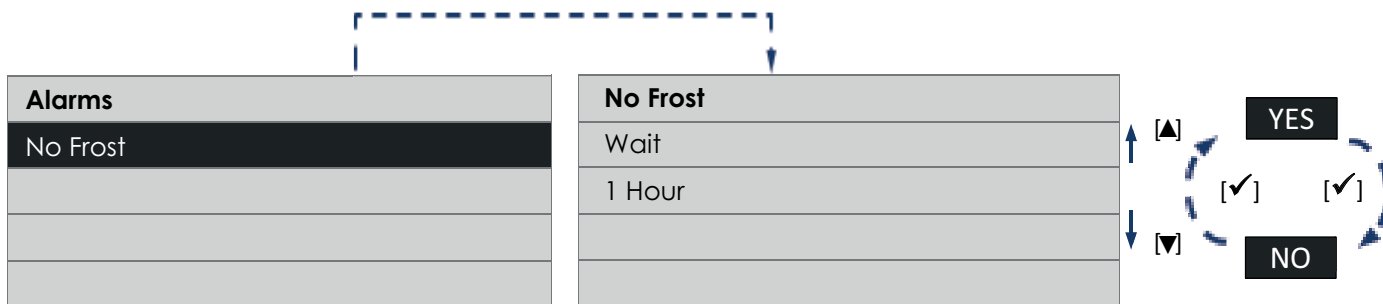 Alarms
No Frost
No Frost
Wait
1 Hour
[▲]
[▼]
YES
[✓] [✓]
NO